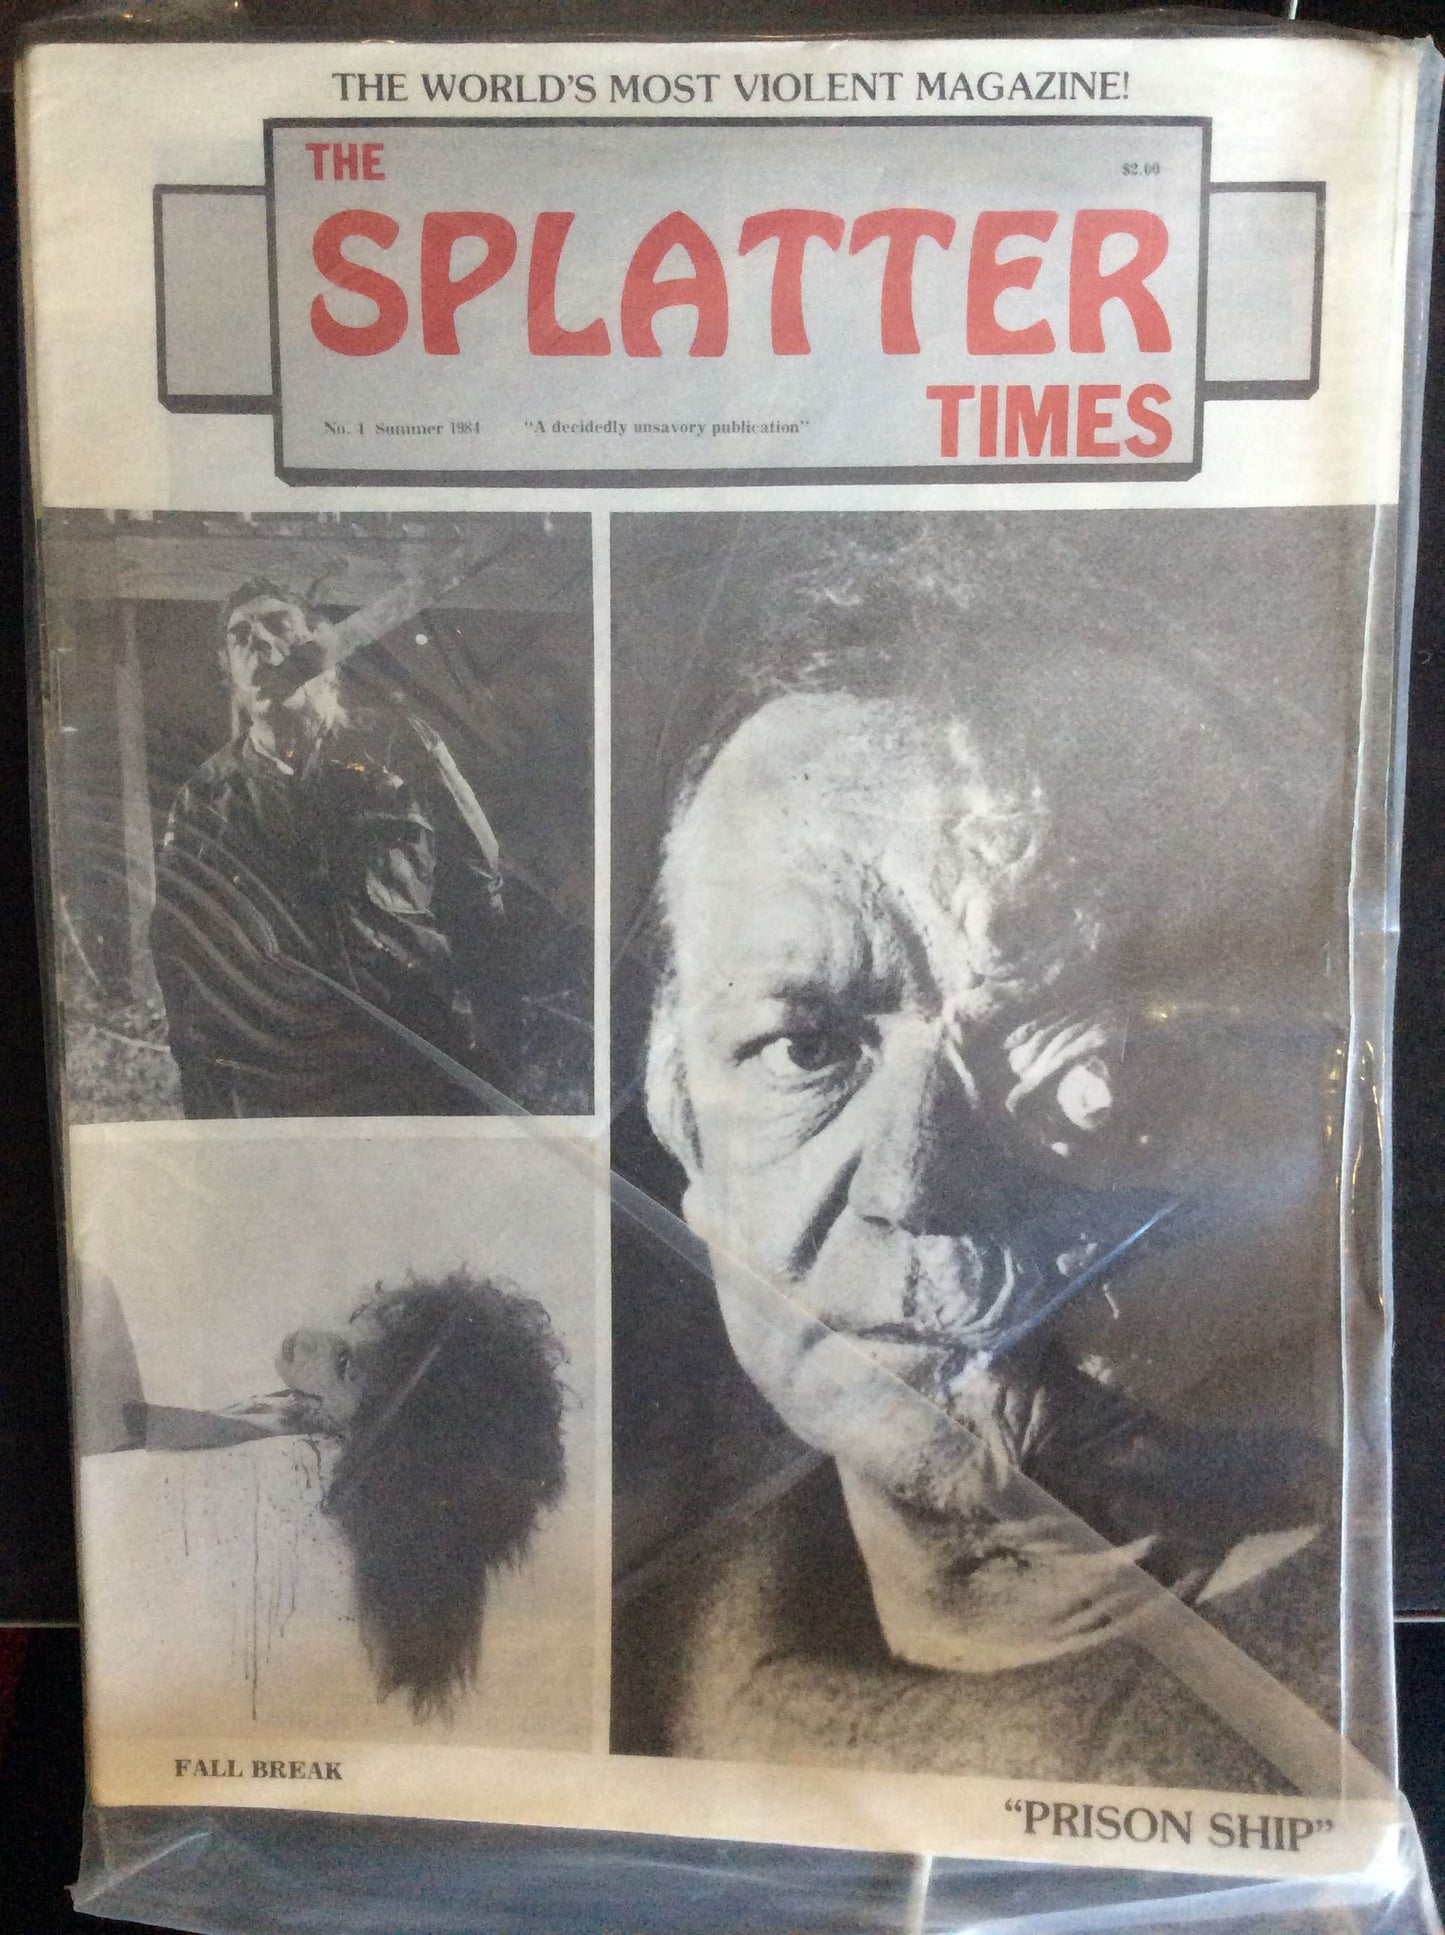 THE WORLD'S MOST VIOLENT MAGAZINE!
THE
$2.00
SPLATTER
TIMES
No. 4 Summer 1984 "A decidedly unsavory publication"
FALL BREAK
"PRISON SHIP"